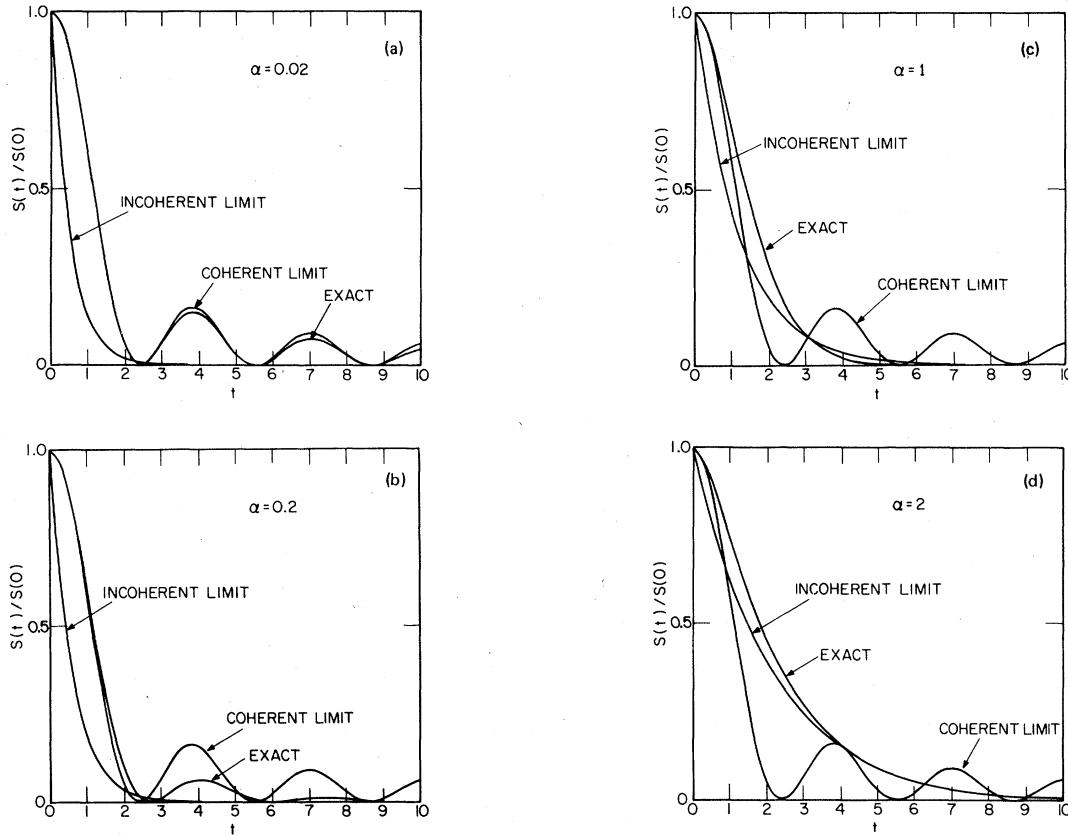 (a)
α=0.02
1.0
0.5
0
S(t)/S(0)
INCOHERENT LIMIT
COHERENT LIMIT
EXACT
0 1 2 3 4 5 6 7 8 9 10
t
(b)
α=0.2
1.0
0.5
0
S(t)/S(0)
INCOHERENT LIMIT
COHERENT LIMIT
EXACT
0 1 2 3 4 5 6 7 8 9 10
t
(c)
α=1
1.0
0.5
0
S(t)/S(0)
INCOHERENT LIMIT
EXACT
COHERENT LIMIT
0 1 2 3 4 5 6 7 8 9 10
t
(d)
α=2
1.0
0.5
0
S(t)/S(0)
INCOHERENT LIMIT
EXACT
COHERENT LIMIT
0 1 2 3 4 5 6 7 8 9 10
t